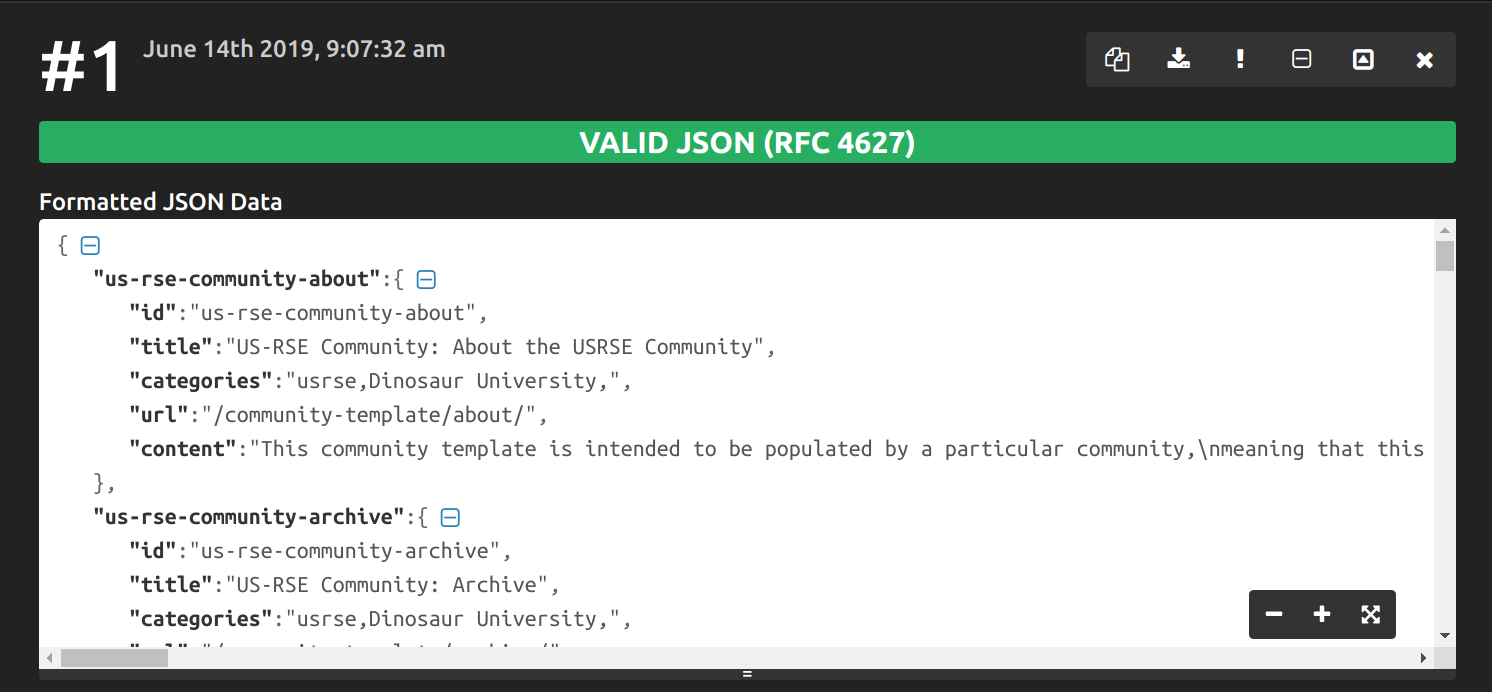 #1 June 14th 2019, 9:07:32 am
VALID JSON (RFC 4627)
Formatted JSON Data
{
"us-rse-community-about":{
"id":"us-rse-community-about",
"title":"US-RSE Community: About the USRSE Community",
"categories":"usrse,Dinosaur University,",
"url":"/community-template/about/",
"content":"This community template is intended to be populated by a particular community,\nmeaning that this
},
"us-rse-community-archive":{
"id":"us-rse-community-archive",
"title":"US-RSE Community: Archive",
"categories":"usrse,Dinosaur University,",